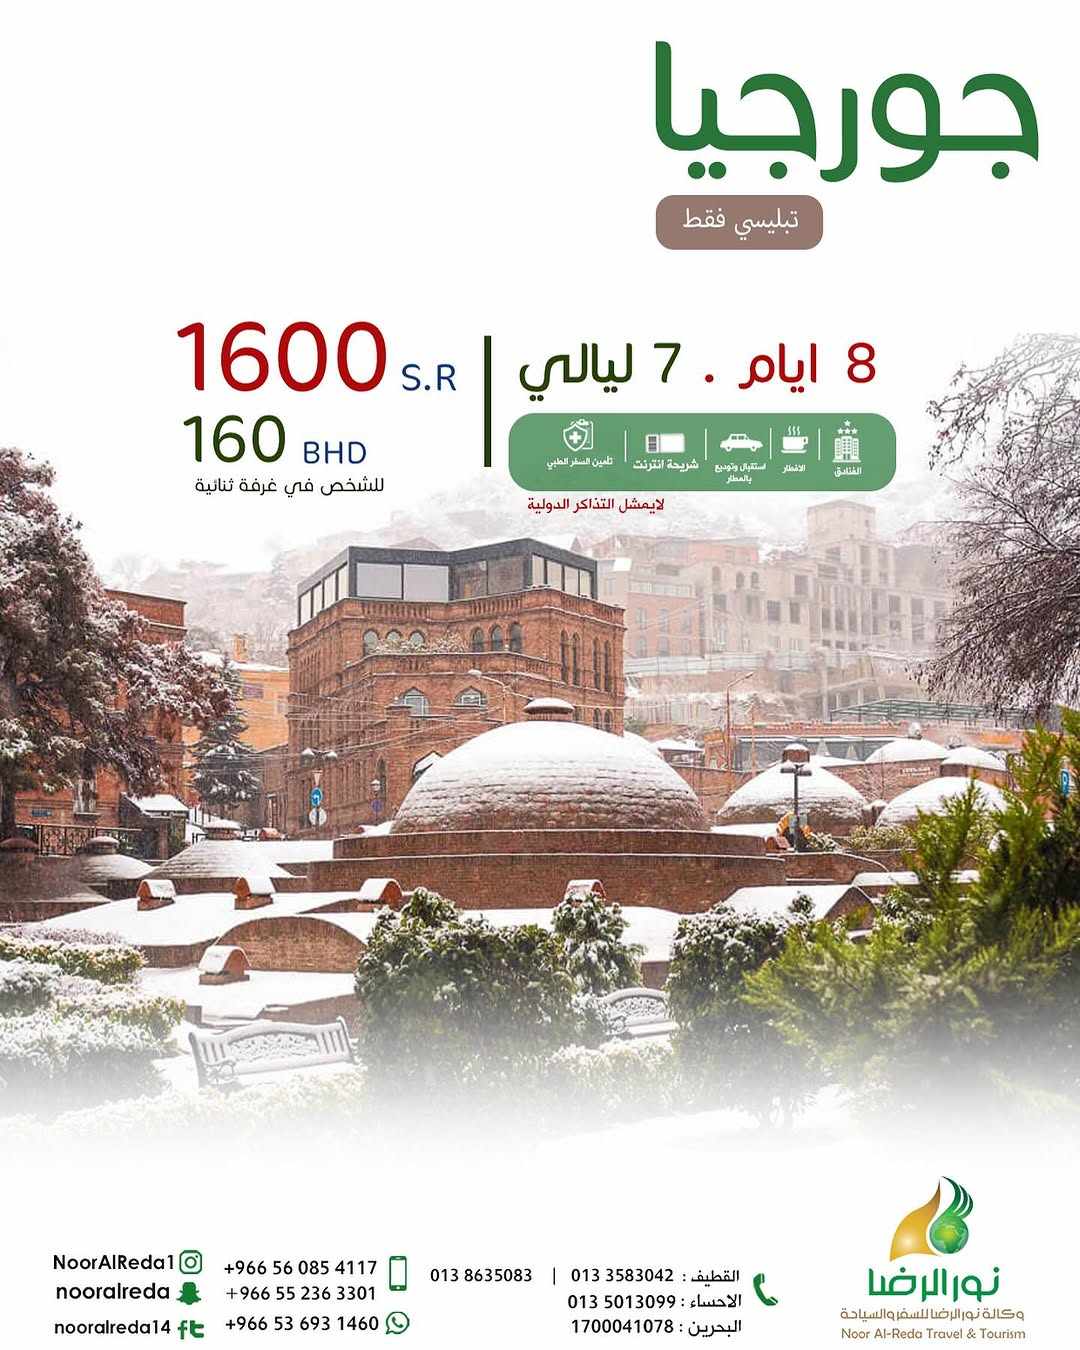 جورجيا
تبليسي فقط
8 ايام . 7 ليالي
1600 S.R
160 BHD
للشخص في غرفة ثنائية
الفنادق
الافطار
استقبال وتوديع
بالمطار
شريحة انترنت
تأمين السفر الطبي
لايمشل التذاكر الدولية
نور الرضا
وكالة نور الرضا للسفر والسياحة
Noor Al-Reda Travel & Tourism
القطيف : 013 3583042 | 013 8635083
الاحساء : 013 5013099
البحرين : 1700041078
+966 56 085 4117
+966 55 236 3301
+966 53 693 1460
NoorAlReda1
nooralreda
nooralreda14